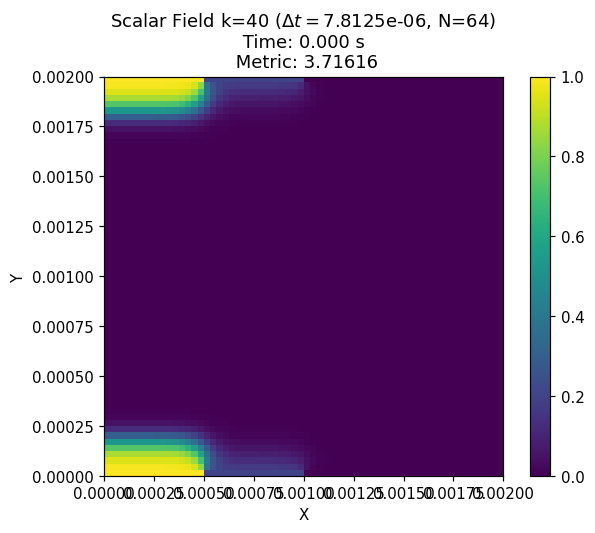 Scalar Field k=40 (Δt = 7.8125e-06, N=64)
Time: 0.000 s
Metric: 3.71616
0.00200
0.00175
0.00150
0.00125
0.00100
0.00075
0.00050
0.00025
0.00000
Y
0.00000 0.00025 0.00050 0.00075 0.00100 0.00125 0.00150 0.00175 0.00200
X
1.0
0.8
0.6
0.4
0.2
0.0